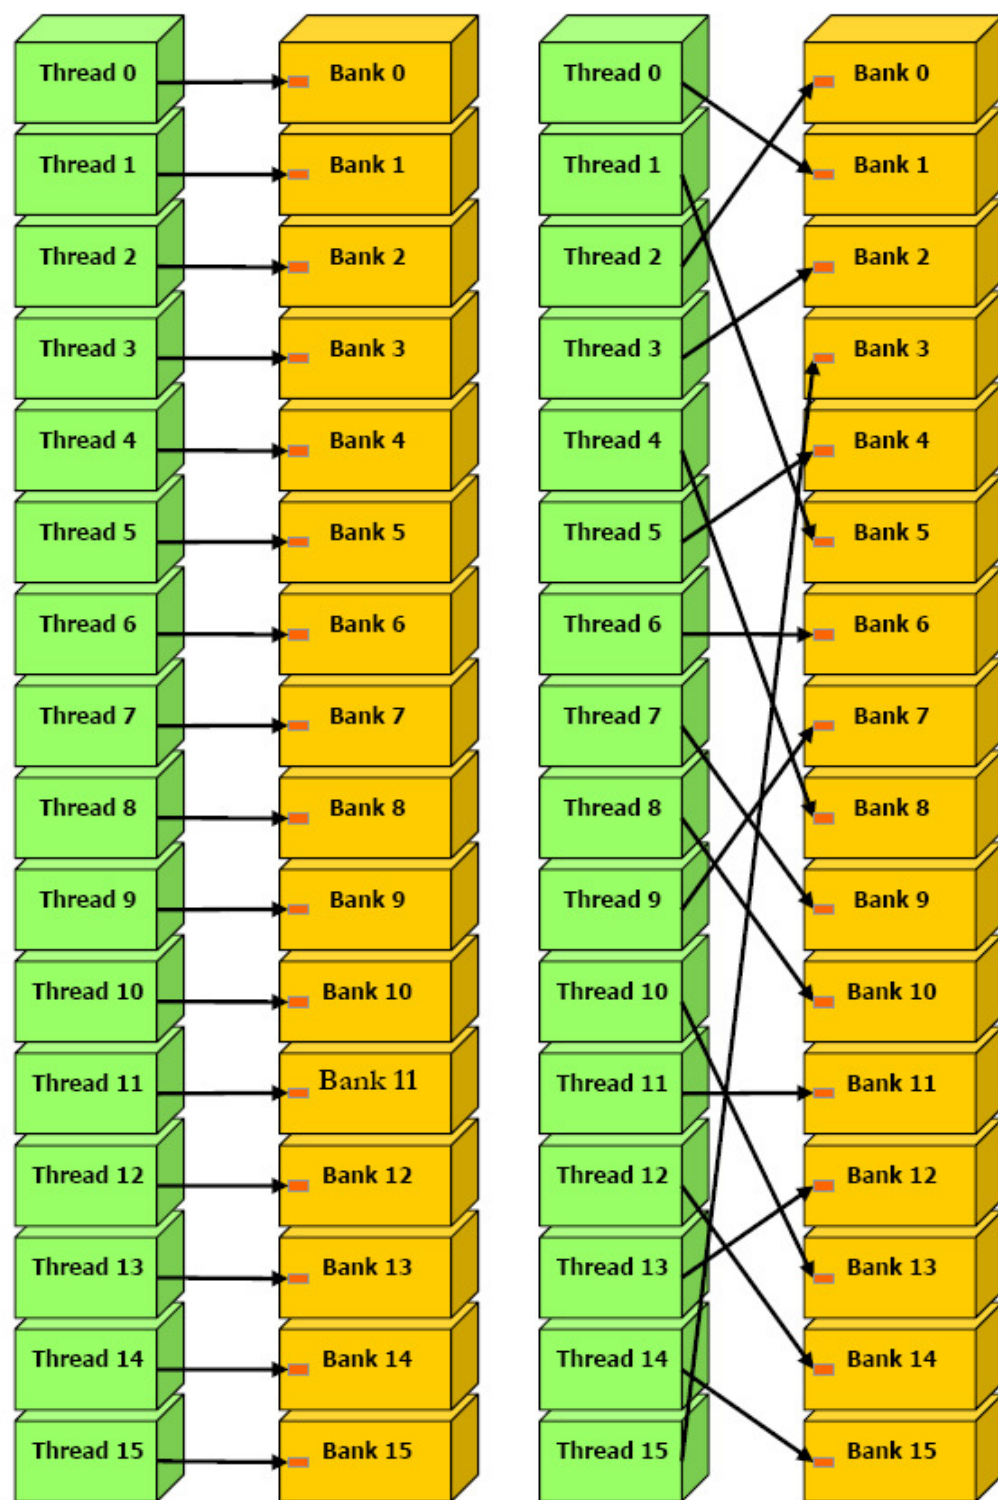 Thread 0 Bank 0 Thread 0 Bank 0
Thread 1 Bank 1 Thread 1 Bank 1
Thread 2 Bank 2 Thread 2 Bank 2
Thread 3 Bank 3 Thread 3 Bank 3
Thread 4 Bank 4 Thread 4 Bank 4
Thread 5 Bank 5 Thread 5 Bank 5
Thread 6 Bank 6 Thread 6 Bank 6
Thread 7 Bank 7 Thread 7 Bank 7
Thread 8 Bank 8 Thread 8 Bank 8
Thread 9 Bank 9 Thread 9 Bank 9
Thread 10 Bank 10 Thread 10 Bank 10
Thread 11 Bank 11 Thread 11 Bank 11
Thread 12 Bank 12 Thread 12 Bank 12
Thread 13 Bank 13 Thread 13 Bank 13
Thread 14 Bank 14 Thread 14 Bank 14
Thread 15 Bank 15 Thread 15 Bank 15